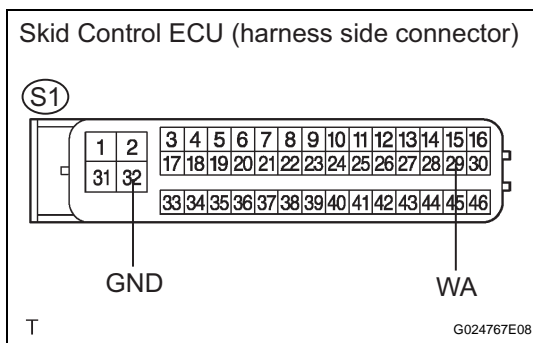 Skid Control ECU (harness side connector)
S1
1 2 3 4 5 6 7 8 9 10 11 12 13 14 15 16
31 32 17 18 19 20 21 22 23 24 25 26 27 28 29 30
33 34 35 36 37 38 39 40 41 42 43 44 45 46
GND WA
T G024767E08